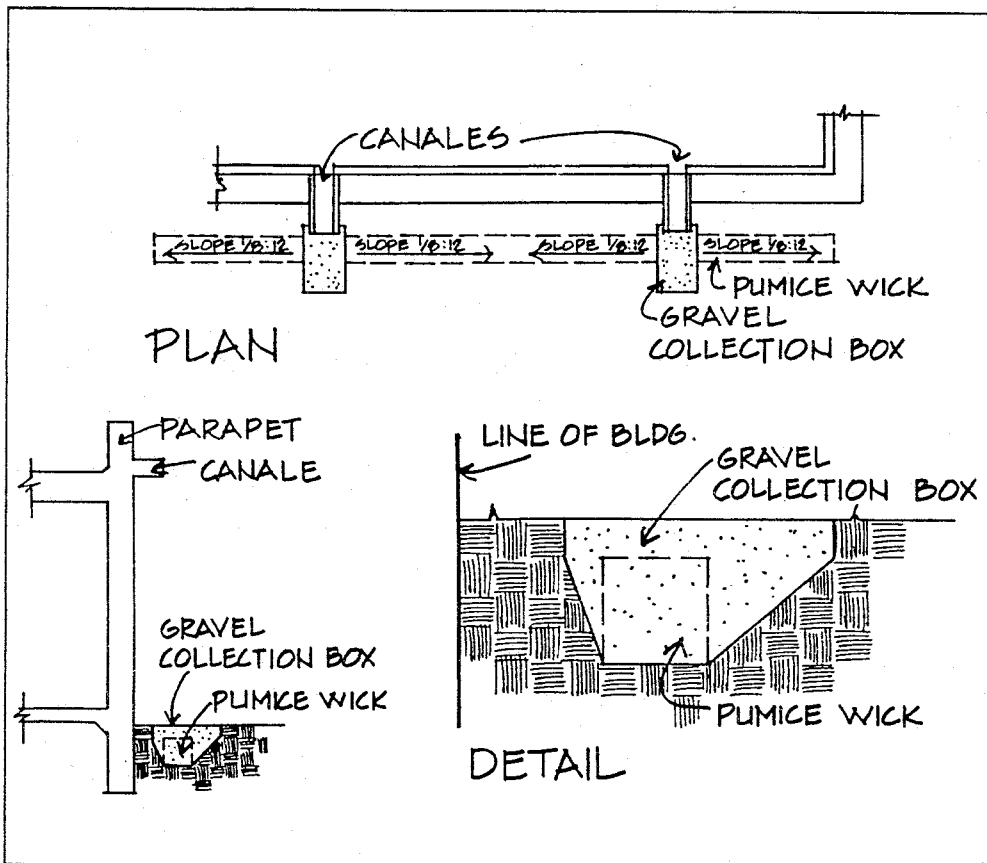 CANALES
SLOPE 1/8:12 SLOPE 1/8:12 SLOPE 1/8:12 SLOPE 1/8:12
PUMICE WICK
GRAVEL
COLLECTION BOX
PLAN
PARAPET
CANALE
GRAVEL
COLLECTION BOX
PUMICE WICK
LINE OF BLDG.
GRAVEL
COLLECTION BOX
PUMICE WICK
DETAIL